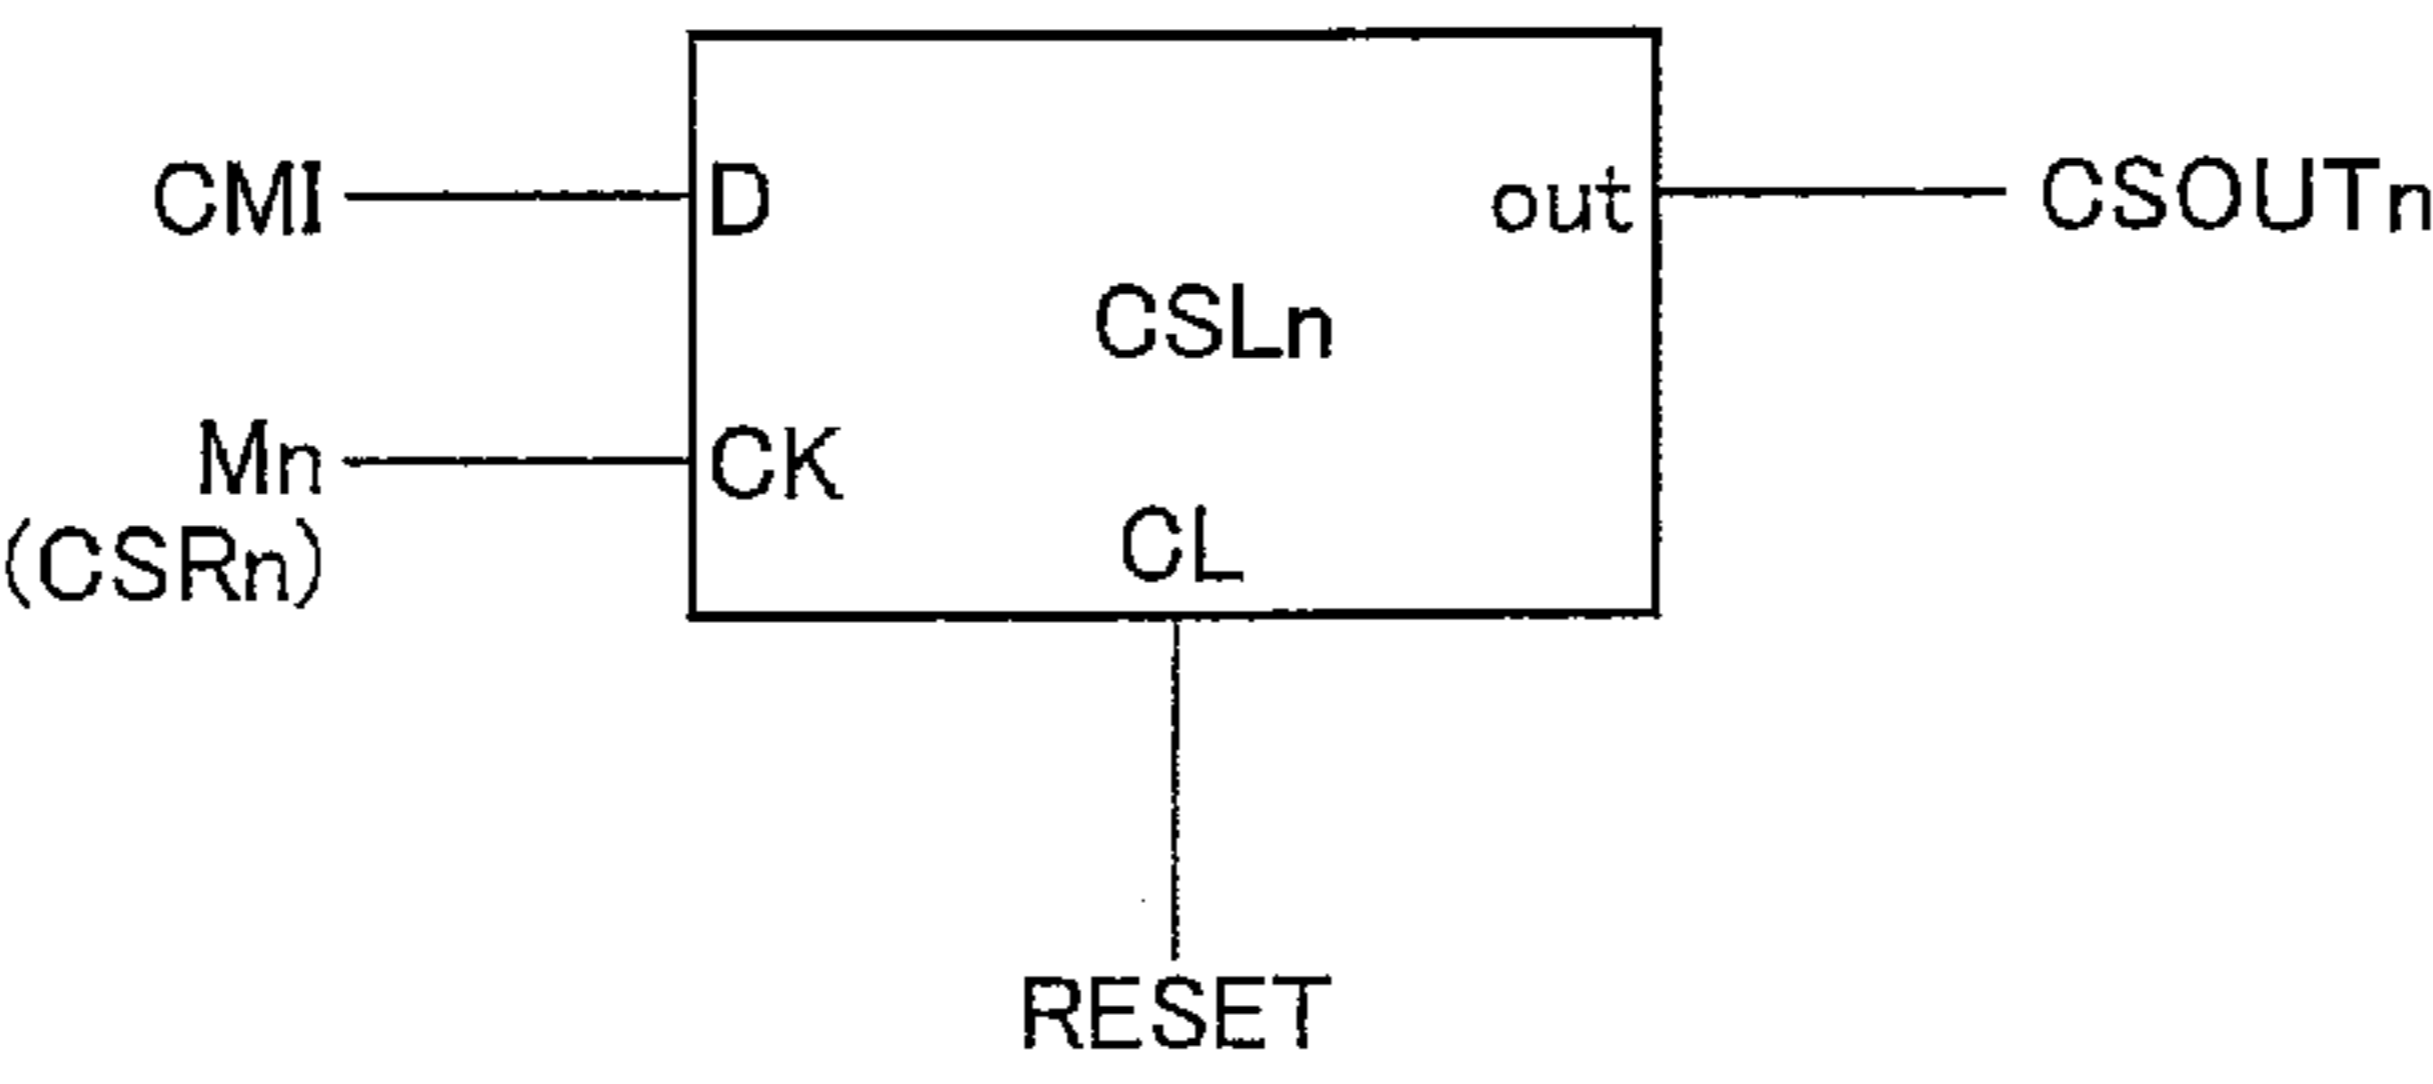 CMI D out CSOUTn
CSLn
Mn CK
(CSRn) CL
RESET